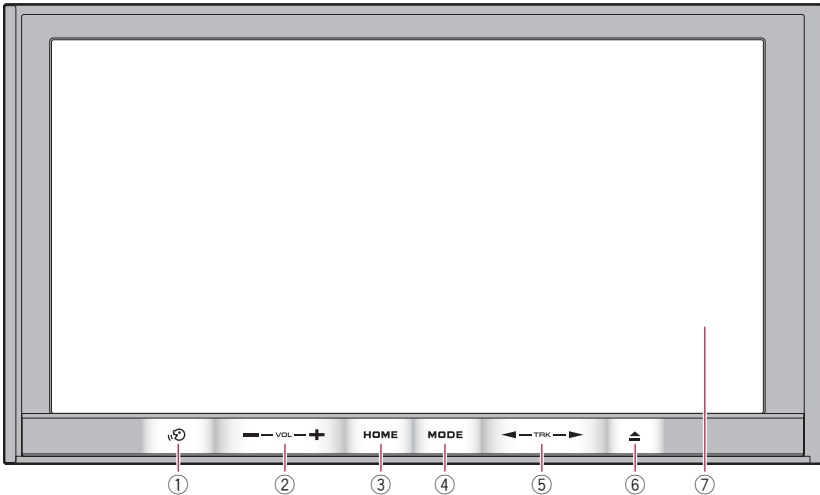 — VOL — + HOME MODE ◄ — TRK — ► ⏏
① ② ③ ④ ⑤ ⑥ ⑦